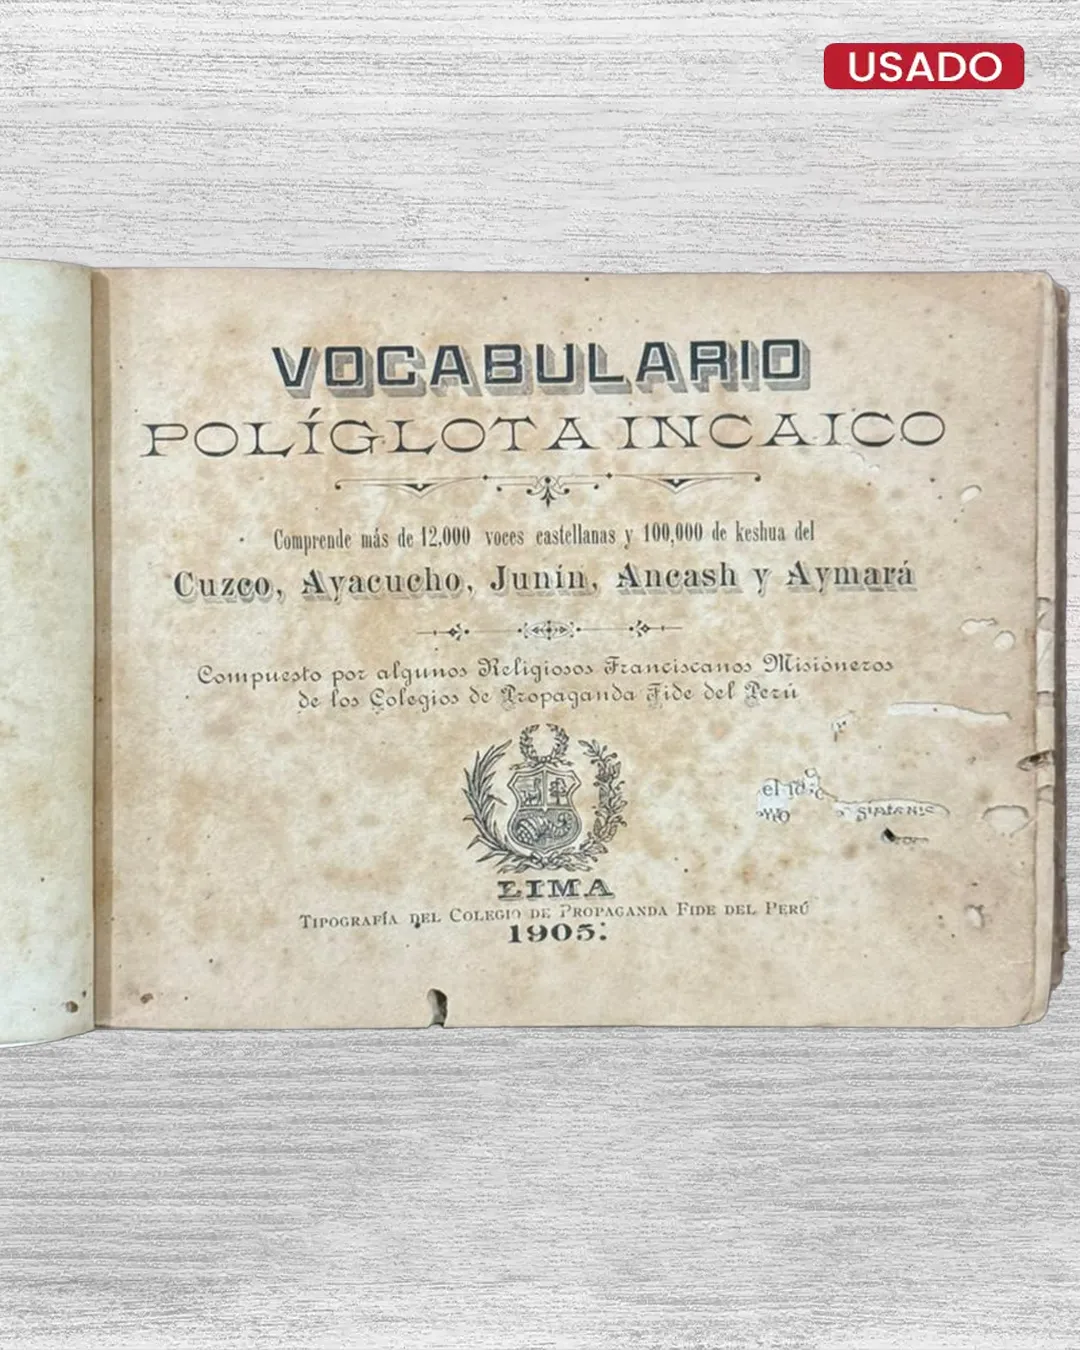 USADO
VOCABULARIO
POLÍGLOTA INCAICO
Comprende más de 12,000 voces castellanas y 100,000 de keshua del
Cuzco, Ayacucho, Junín, Ancash y Aymará
Compuesto por algunos Religiosos Franciscanos Misioneros
de los Colegios de Propaganda Fide del Perú
LIMA
TIPOGRAFÍA DEL COLEGIO DE PROPAGANDA FIDE DEL PERÚ
1905.